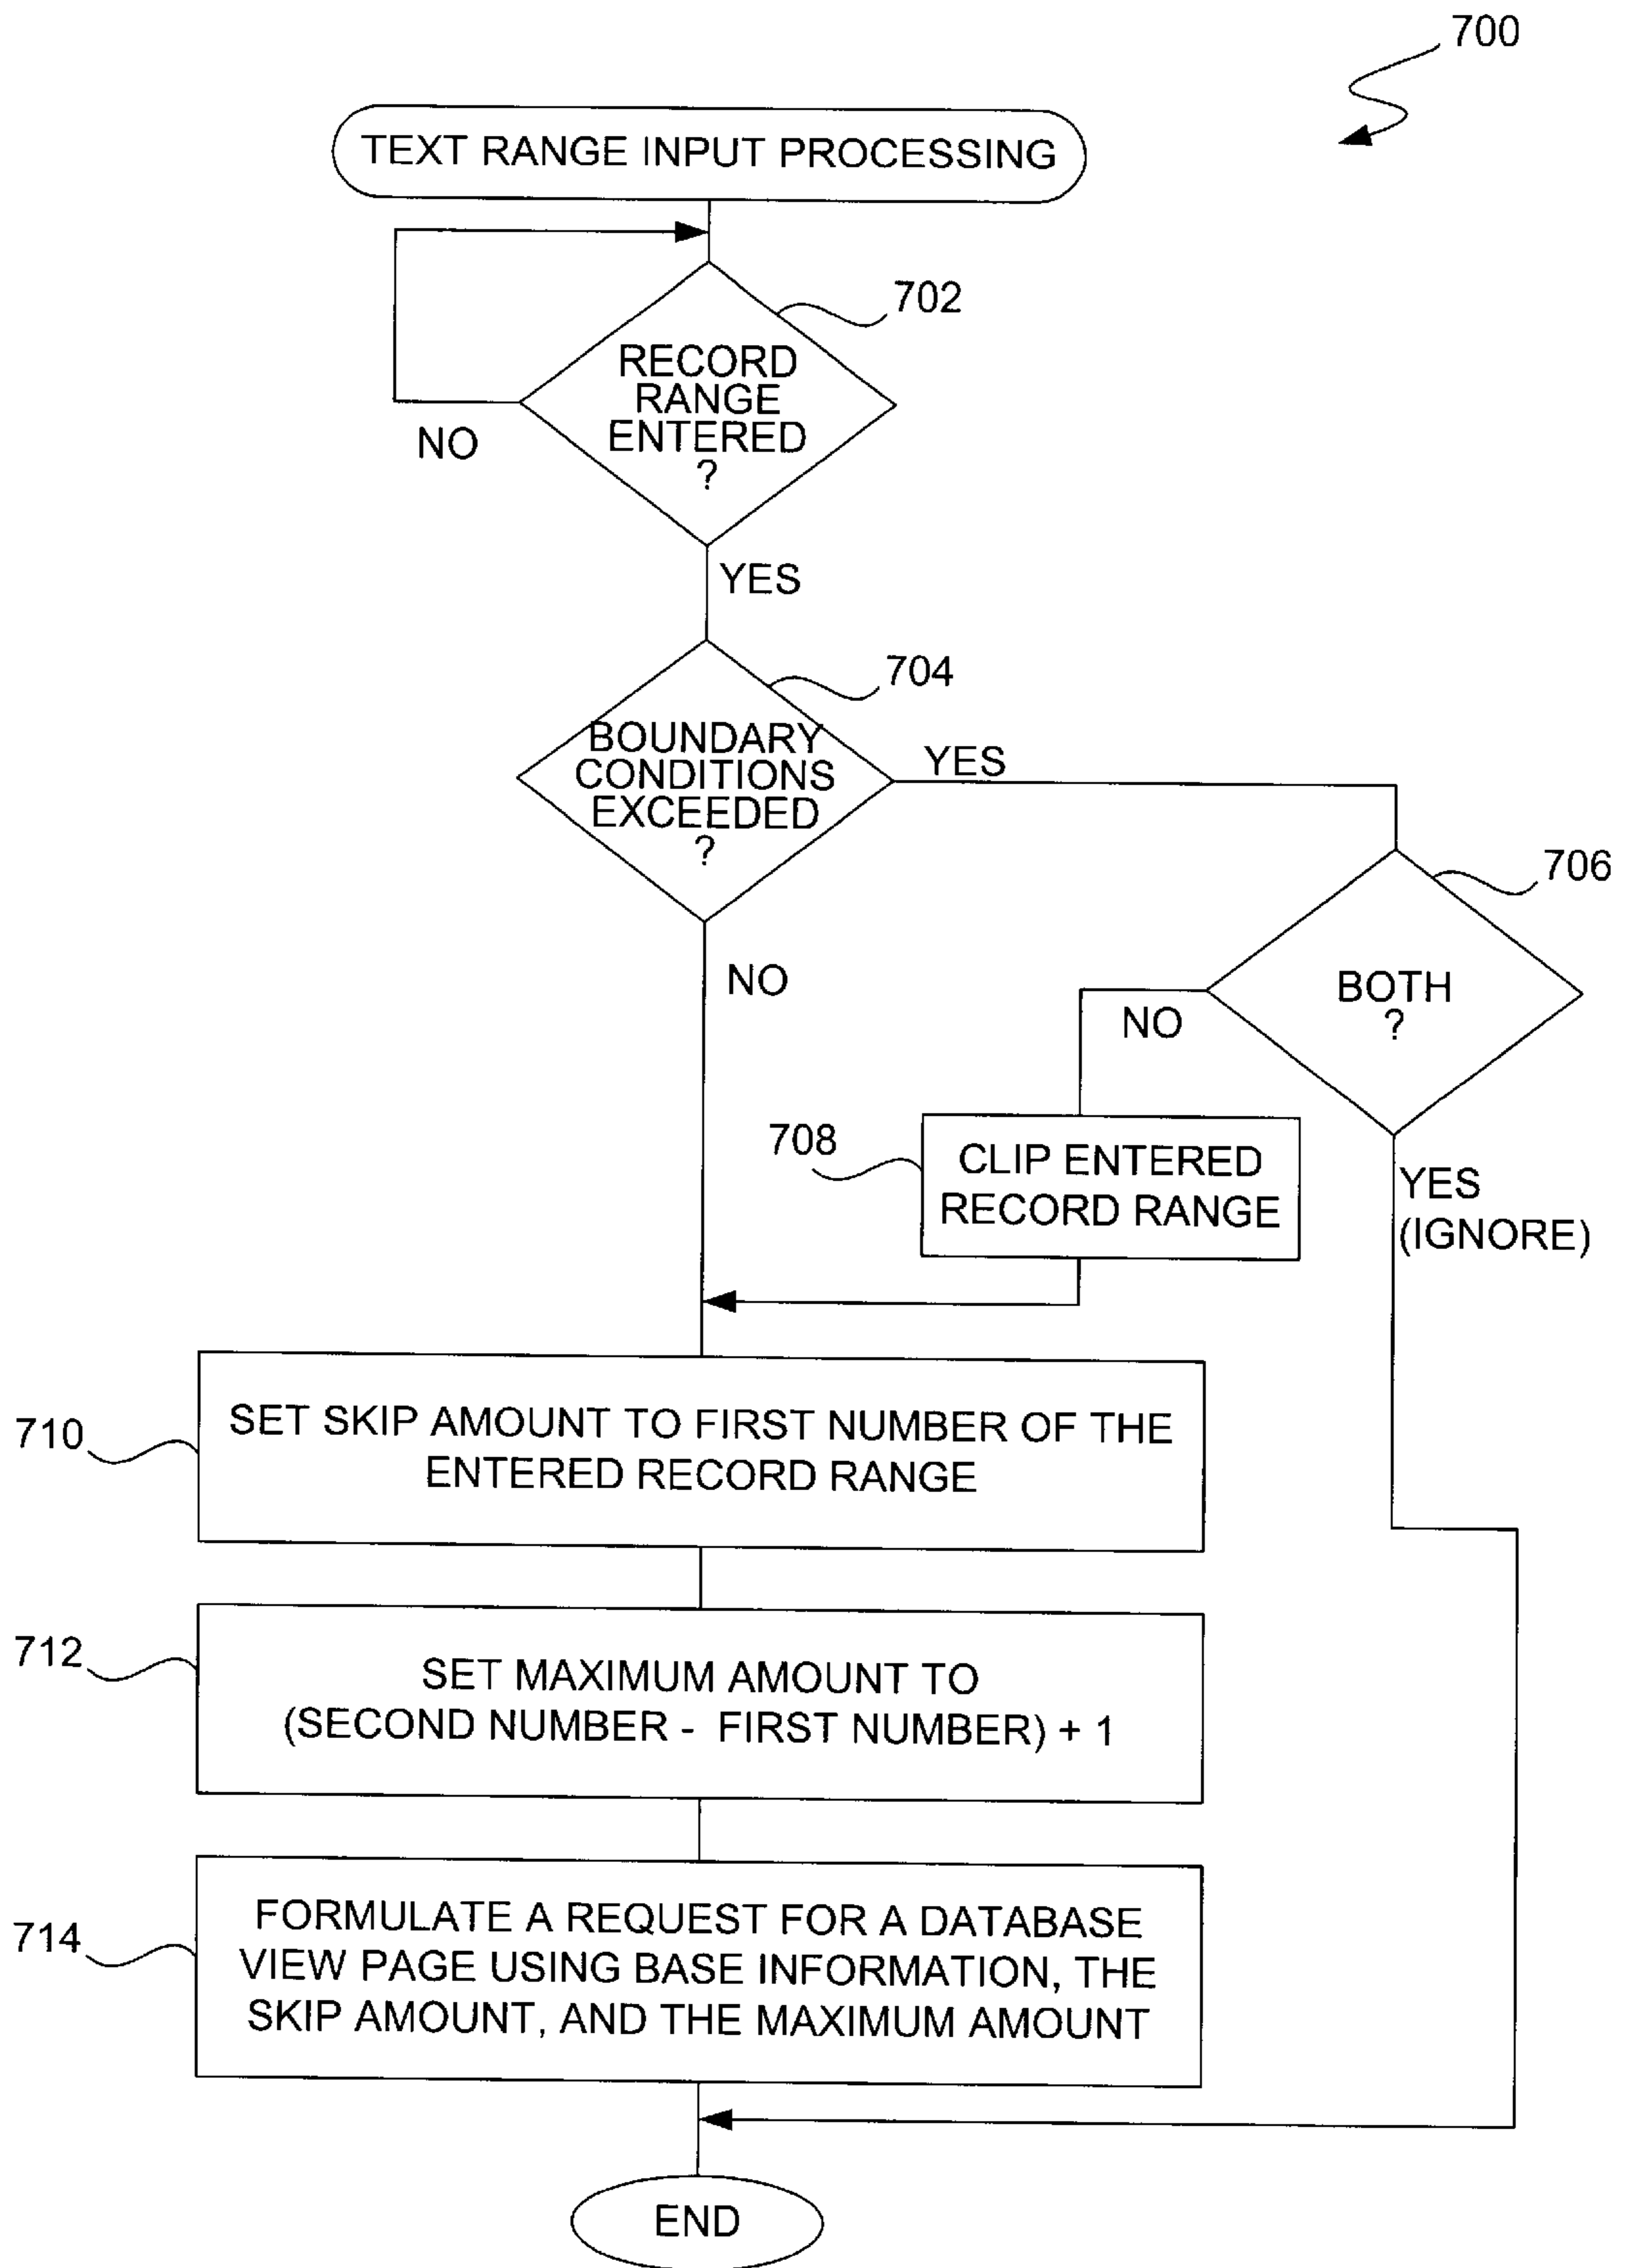 700
TEXT RANGE INPUT PROCESSING
702
RECORD
RANGE
ENTERED
?
NO
YES
704
BOUNDARY
CONDITIONS
EXCEEDED
?
YES
706
NO
BOTH
?
NO
708
CLIP ENTERED
RECORD RANGE
YES
(IGNORE)
710
SET SKIP AMOUNT TO FIRST NUMBER OF THE
ENTERED RECORD RANGE
712
SET MAXIMUM AMOUNT TO
(SECOND NUMBER - FIRST NUMBER) + 1
714
FORMULATE A REQUEST FOR A DATABASE
VIEW PAGE USING BASE INFORMATION, THE
SKIP AMOUNT, AND THE MAXIMUM AMOUNT
END